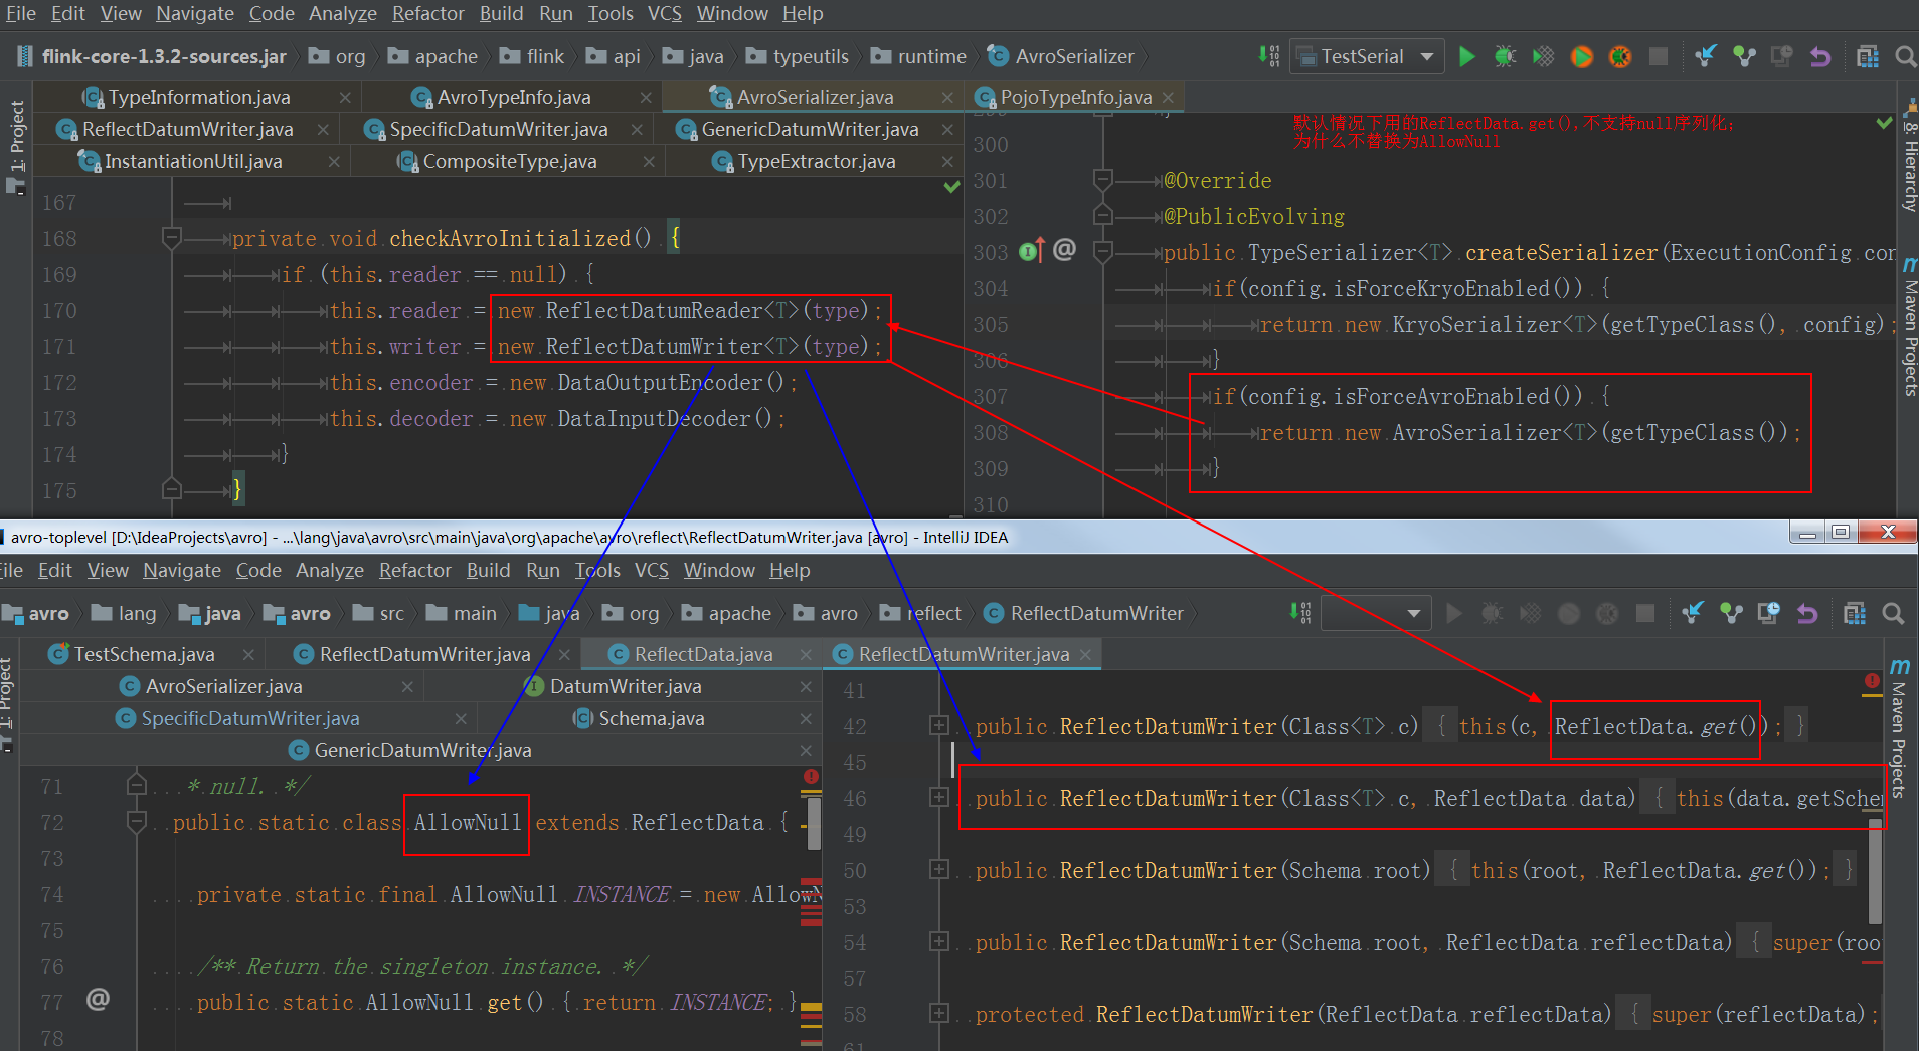 File Edit View Navigate Code Analyze Refactor Build Run Tools VCS Window Help
flink-core-1.3.2-sources.jar org apache flink api java typeutils runtime AvroSerializer TestSerial
TypeInformation.java AvroTypeInfo.java AvroSerializer.java PojoTypeInfo.java
ReflectDatumWriter.java SpecificDatumWriter.java GenericDatumWriter.java
InstantiationUtil.java CompositeType.java TypeExtractor.java
1: Project
167
168 private void checkAvroInitialized() {
169 if (this.reader == null) {
170 this.reader = new ReflectDatumReader<T>(type);
171 this.writer = new ReflectDatumWriter<T>(type);
172 this.encoder = new DataOutputEncoder();
173 this.decoder = new DataInputDecoder();
174 }
175 }
默认情况下用的ReflectData.get(),不支持null序列化;
为什么不替换为AllowNull
300
301 @Override
302 @PublicEvolving
303 public TypeSerializer<T> createSerializer(ExecutionConfig con
304 if(config.isForceKryoEnabled()) {
305 return new KryoSerializer<T>(getTypeClass(), config);
306 }
307 if(config.isForceAvroEnabled()) {
308 return new AvroSerializer<T>(getTypeClass());
309 }
310
8: Hierarchy
Maven Projects
avro-toplevel [D:\IdeaProjects\avro] - ...\lang\java\avro\src\main\java\org\apache\avro\reflect\ReflectDatumWriter.java [avro] - IntelliJ IDEA
ile Edit View Navigate Code Analyze Refactor Build Run Tools VCS Window Help
avro lang java avro src main java org apache avro reflect ReflectDatumWriter
TestSchema.java ReflectDatumWriter.java ReflectData.java ReflectDatumWriter.java
AvroSerializer.java DatumWriter.java
SpecificDatumWriter.java Schema.java
GenericDatumWriter.java
1: Project
71 * null. */
72 public static class AllowNull extends ReflectData {
73
74 private static final AllowNull INSTANCE = new AllowN
75
76 /** Return the singleton instance. */
77 public static AllowNull get() { return INSTANCE; }
78
41
42 public ReflectDatumWriter(Class<T> c) { this(c, ReflectData.get()); }
45
46 public ReflectDatumWriter(Class<T> c, ReflectData data) { this(data.getSchem
49
50 public ReflectDatumWriter(Schema root) { this(root, ReflectData.get()); }
53
54 public ReflectDatumWriter(Schema root, ReflectData reflectData) { super(roo
57
58 protected ReflectDatumWriter(ReflectData reflectData) { super(reflectData);
61
Maven Projects